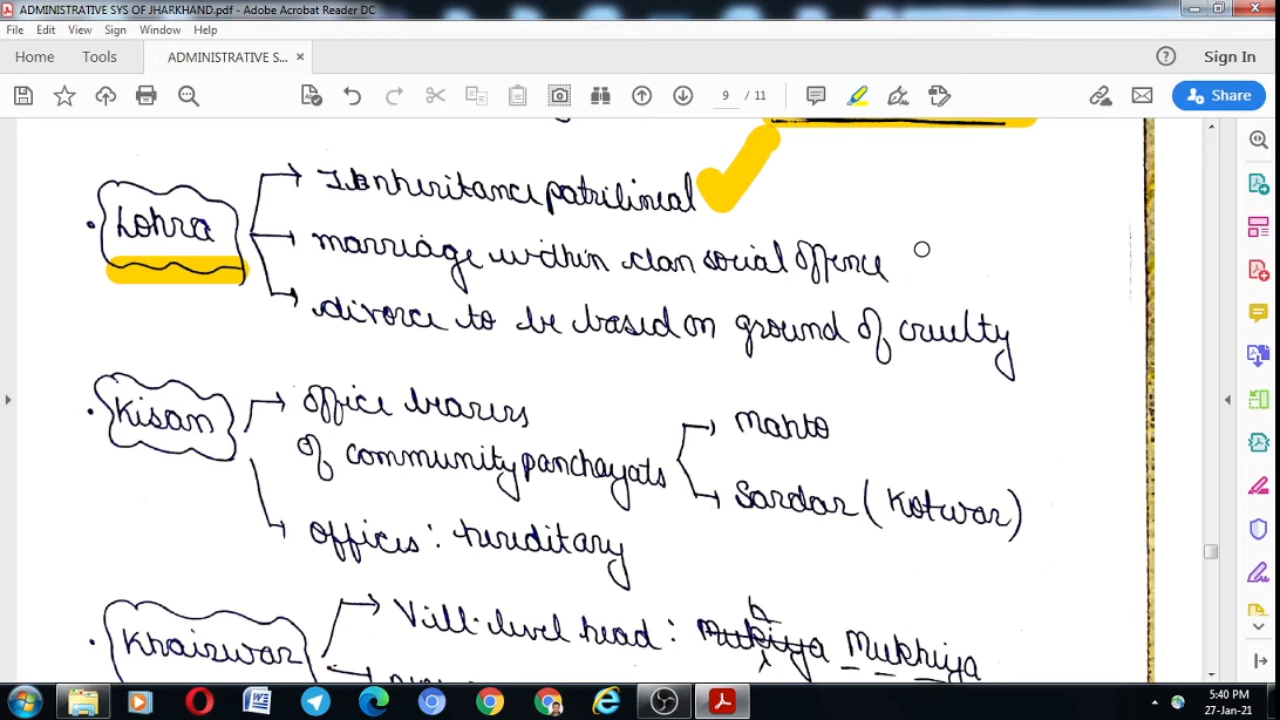 ADMINISTRATIVE SYS OF JHARKHAND.pdf - Adobe Acrobat Reader DC
File Edit View Sign Window Help
Home Tools ADMINISTRATIVE S... × Sign In
9 / 11 Share
Inheritance patrilineal
• Lohra
marriage within clan social offence
divorce to be based on ground of cruelty
• Kisan
office bearers
of community panchayats
Mahto
Sardar (Kotwar)
offices : hereditary
• Khairwar
Vill. level head : Mukhiya
5:40 PM
27-Jan-21